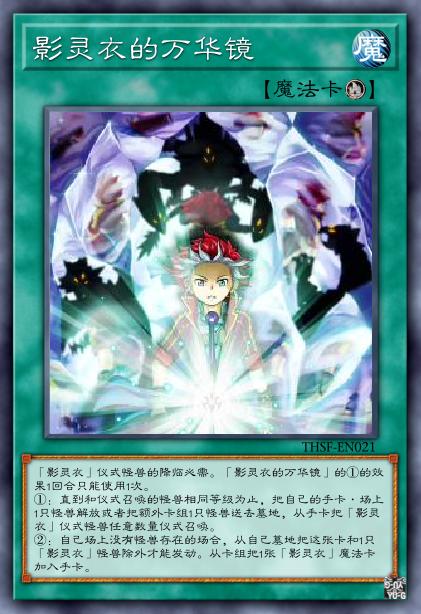 影灵衣的万华镜
魔
【魔法卡】
THSF-EN021
「影灵衣」仪式怪兽的降临必需。「影灵衣的万华镜」的①的效
果1回合只能使用1次。
①：直到和仪式召唤的怪兽相同等级为止，把自己的手卡·场上
1只怪兽解放或者把额外卡组1只怪兽送去墓地，从手卡把「影灵
衣」仪式怪兽任意数量仪式召唤。
②：自己场上没有怪兽存在的场合，从自己墓地把这张卡和1只
「影灵衣」怪兽除外才能发动。从卡组把1张「影灵衣」魔法卡
加入手卡。